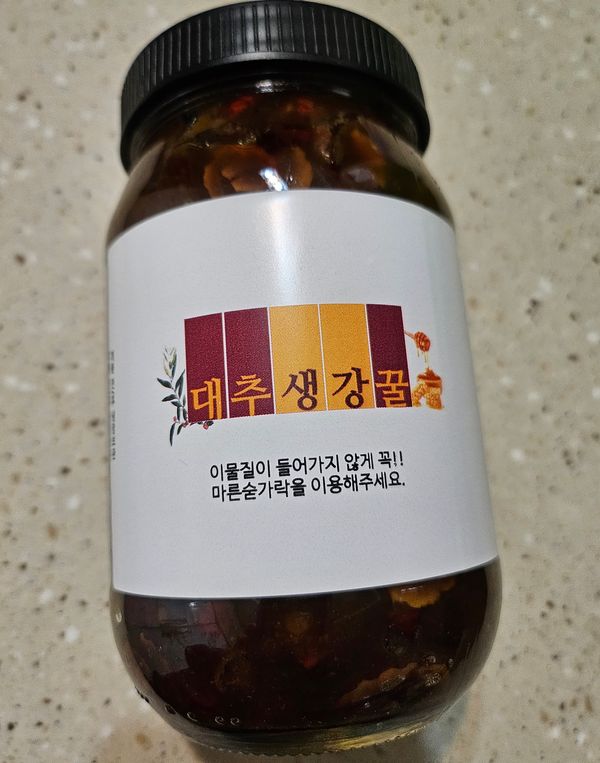 대추생강꿀
이물질이 들어가지 않게 꼭!!
마른숟가락을 이용해주세요.